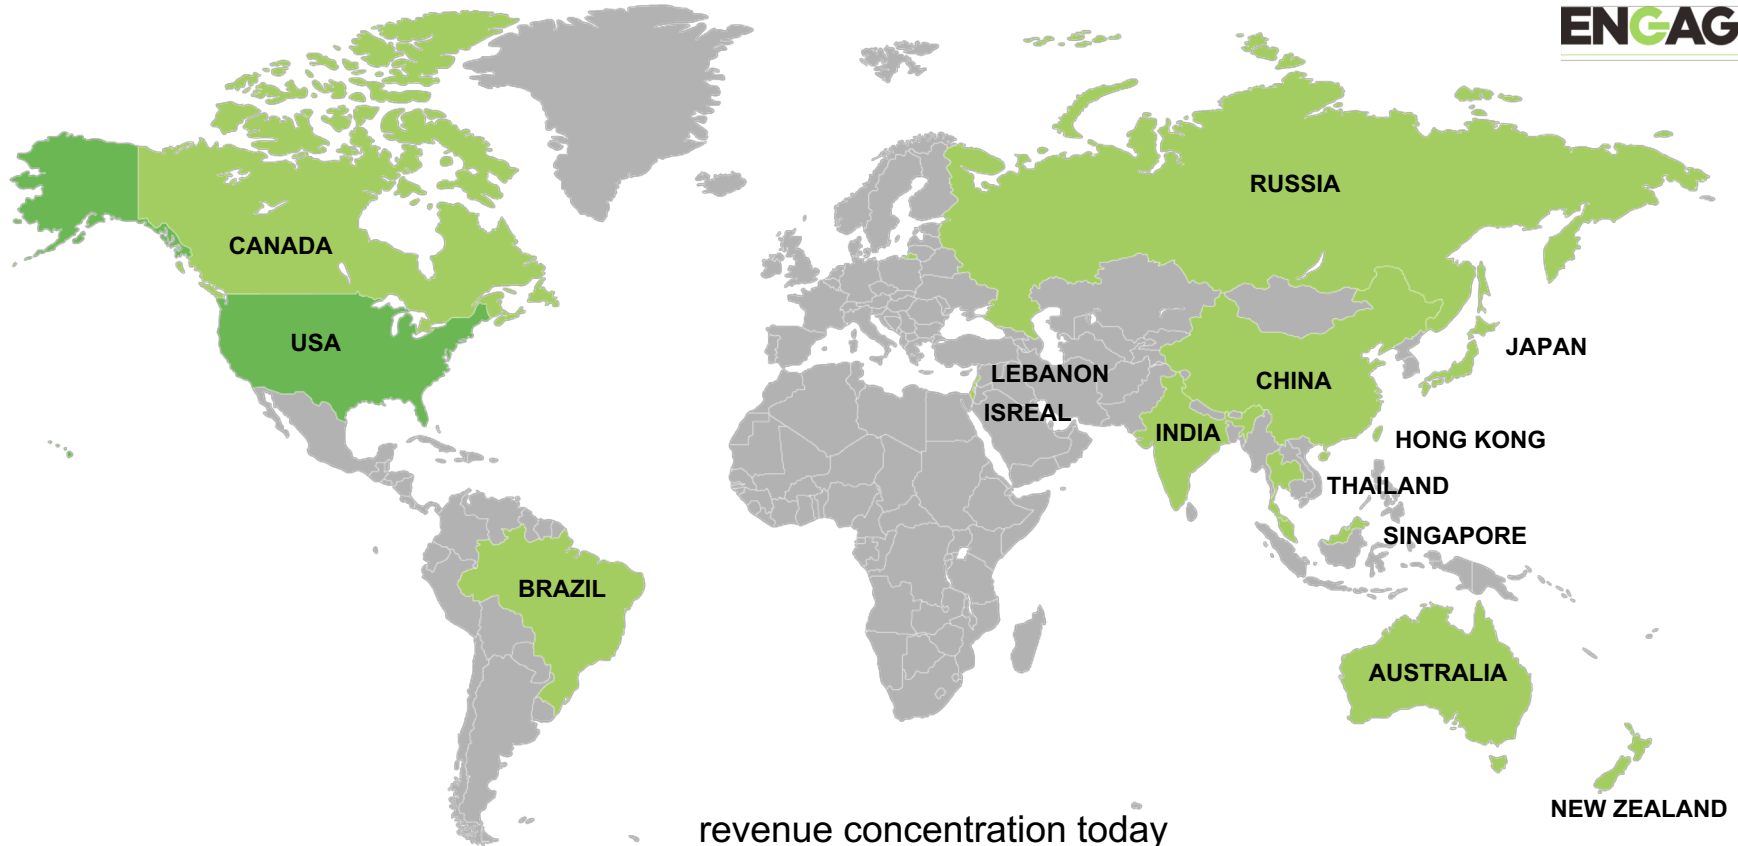 ENGAG
RUSSIA
CANADA
USA
JAPAN
LEBANON
CHINA
ISREAL
INDIA
HONG KONG
THAILAND
SINGAPORE
BRAZIL
AUSTRALIA
NEW ZEALAND
revenue concentration today